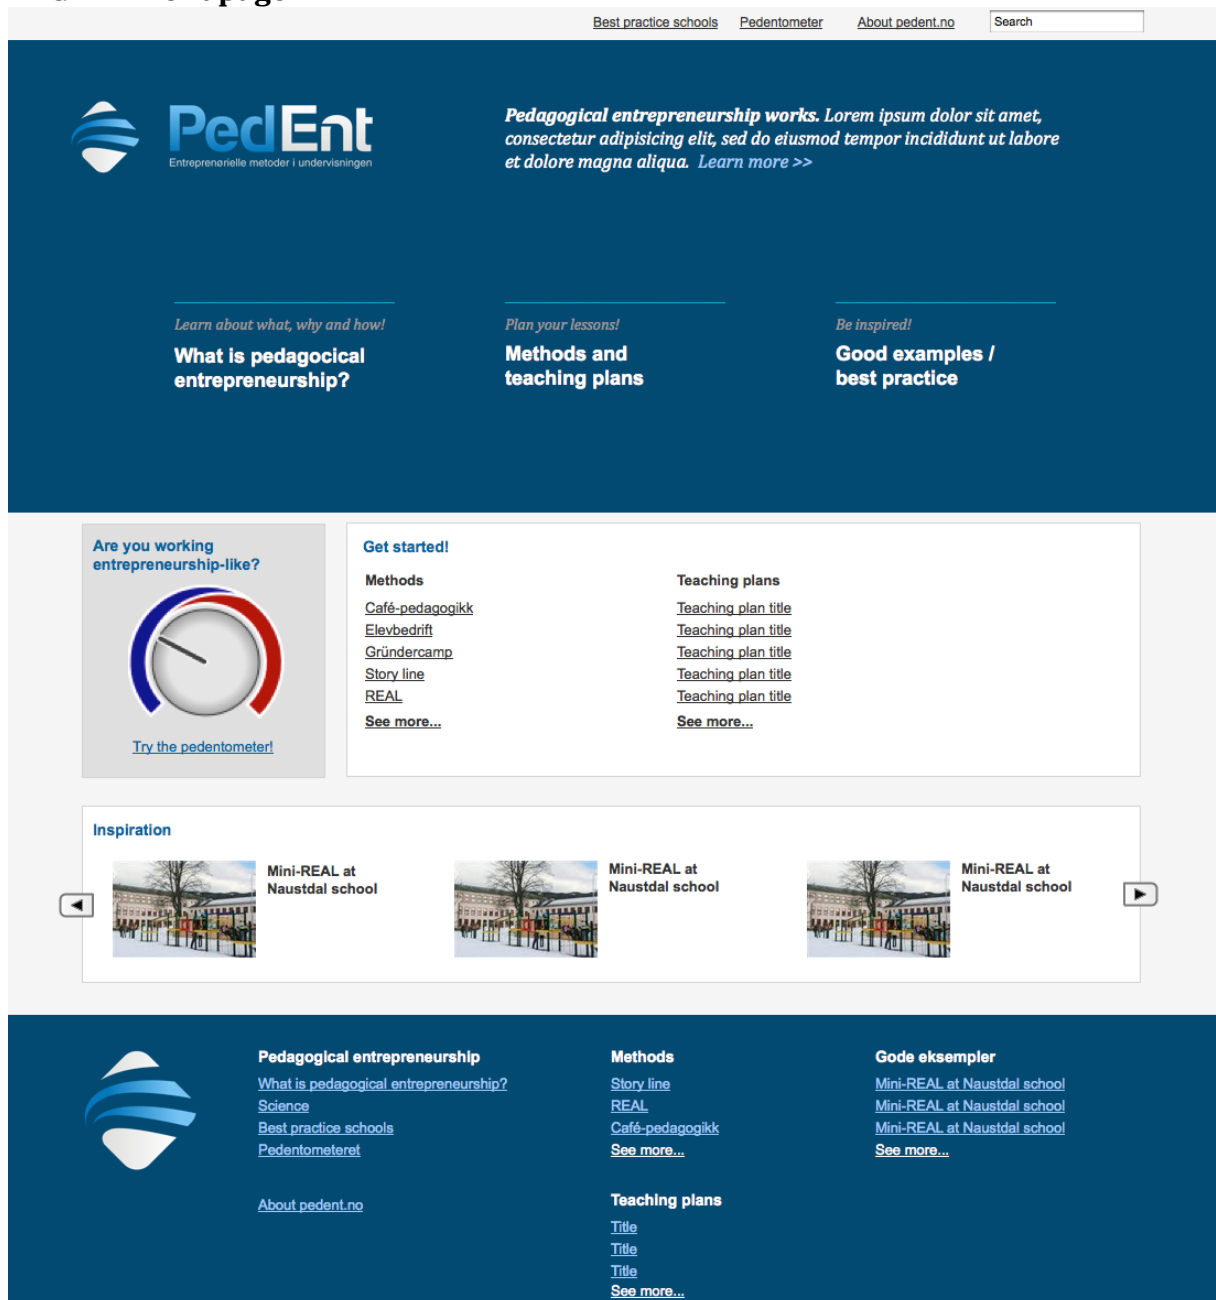 Best practice schools Pedentometer About pedent.no Search
PedEnt
Entreprenørielle metoder i undervisningen
Pedagogical entrepreneurship works. Lorem ipsum dolor sit amet,
consectetur adipisicing elit, sed do eiusmod tempor incididunt ut labore
et dolore magna aliqua. Learn more >>
Learn about what, why and how!
What is pedagocical
entrepreneurship?
Plan your lessons!
Methods and
teaching plans
Be inspired!
Good examples /
best practice
Are you working
entrepreneurship-like?
Try the pedentometer!
Get started!
Methods
Café-pedagogikk
Elevbedrift
Gründercamp
Story line
REAL
See more...
Teaching plans
Teaching plan title
Teaching plan title
Teaching plan title
Teaching plan title
Teaching plan title
See more...
Inspiration
Mini-REAL at
Naustdal school
Mini-REAL at
Naustdal school
Mini-REAL at
Naustdal school
Pedagogical entrepreneurship
What is pedagogical entrepreneurship?
Science
Best practice schools
Pedentometeret
About pedent.no
Methods
Story line
REAL
Café-pedagogikk
See more...
Teaching plans
Title
Title
Title
See more...
Gode eksempler
Mini-REAL at Naustdal school
Mini-REAL at Naustdal school
Mini-REAL at Naustdal school
See more...